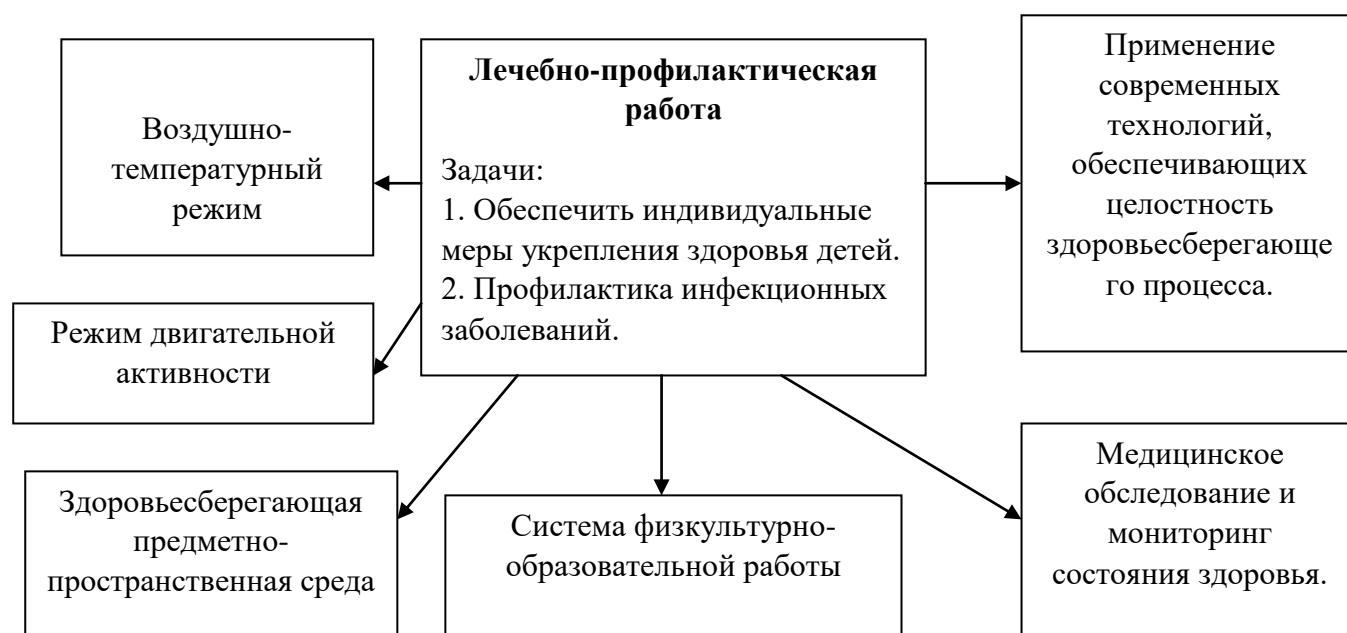 Воздушно-
температурный
режим
Лечебно-профилактическая
работа
Задачи:
1. Обеспечить индивидуальные
меры укрепления здоровья детей.
2. Профилактика инфекционных
заболеваний.
Применение
современных
технологий,
обеспечивающих
целостность
здоровьесберегающе
го процесса.
Режим двигательной
активности
Здоровьесберегающая
предметно-
пространственная среда
Система физкультурно-
образовательной работы
Медицинское
обследование и
мониторинг
состояния здоровья.